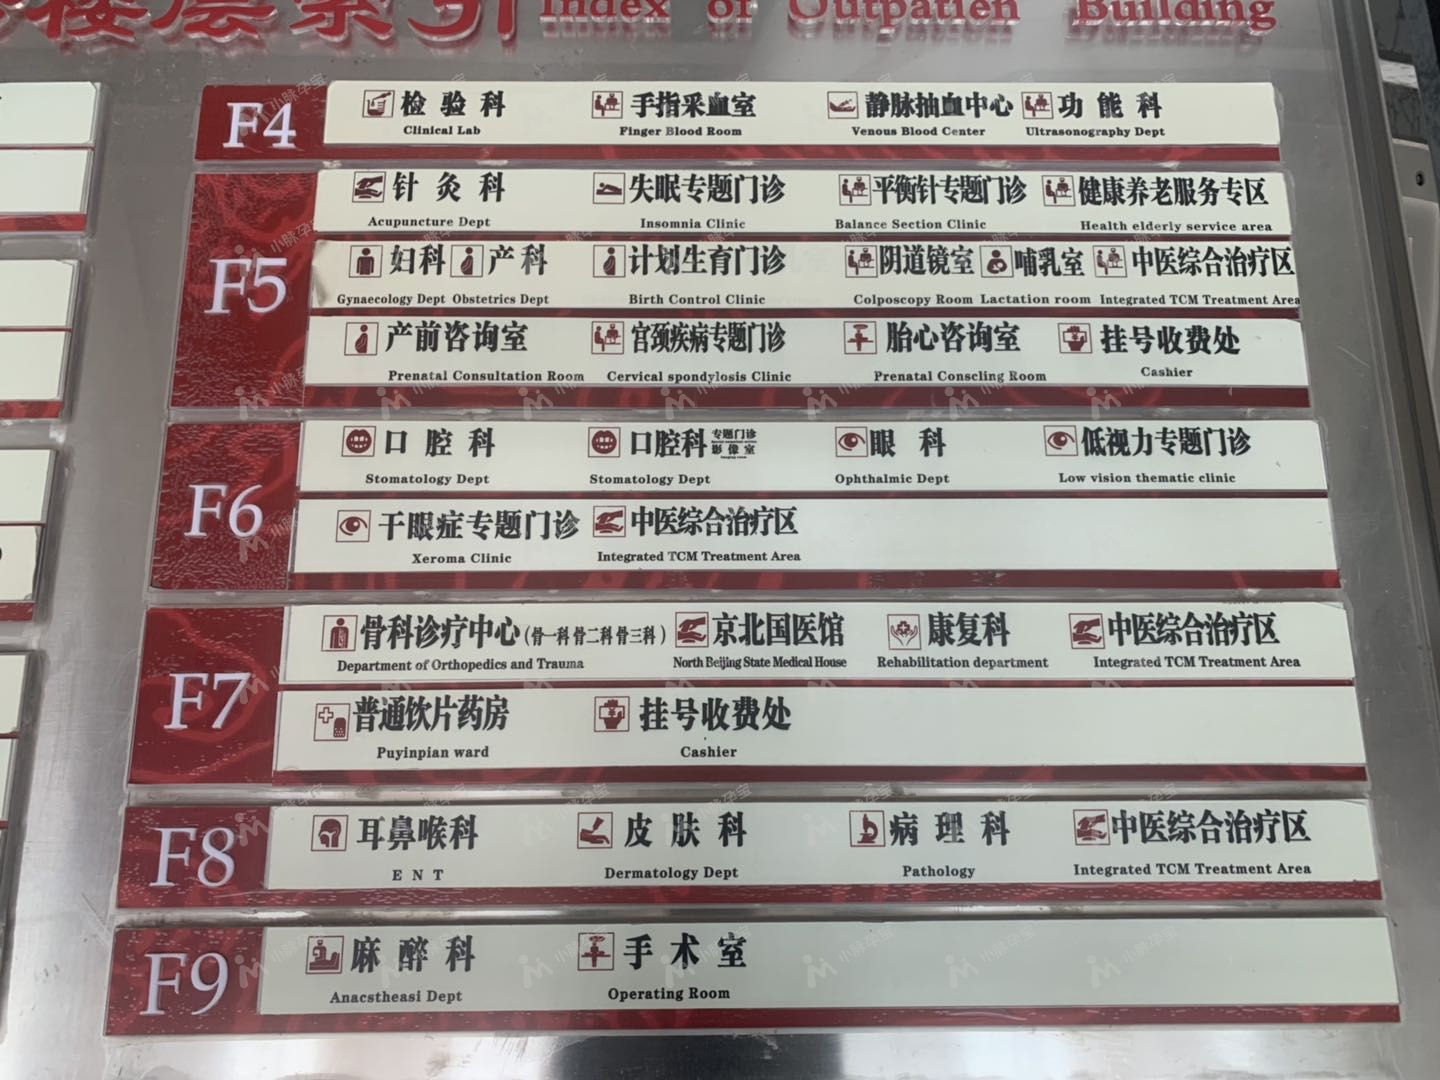 楼层索引 Index of Outpatien Building
F4
检验科 手指采血室 静脉抽血中心 功能科
Clinical Lab Finger Blood Room Venous Blood Center Ultrasonography Dept
F5
针灸科 失眠专题门诊 平衡针专题门诊 健康养老服务专区
Acupuncture Dept Insomnia Clinic Balance Section Clinic Health elderly service area
妇科 产科 计划生育门诊 阴道镜室 哺乳室 中医综合治疗区
Gynaecology Dept Obstetrics Dept Birth Control Clinic Colposcopy Room Lactation room Integrated TCM Treatment Area
产前咨询室 宫颈疾病专题门诊 胎心咨询室 挂号收费处
Prenatal Consultation Room Cervical spondylosis Clinic Prenatal Conscling Room Cashier
F6
口腔科 口腔科 专题门诊 影像室 眼科 低视力专题门诊
Stomatology Dept Stomatology Dept Ophthalmic Dept Low vision thematic clinic
干眼症专题门诊 中医综合治疗区
Xeroma Clinic Integrated TCM Treatment Area
F7
骨科诊疗中心(骨一科 骨二科 骨三科) 京北国医馆 康复科 中医综合治疗区
Department of Orthopedics and Trauma North Beijing State Medical House Rehabilitation department Integrated TCM Treatment Area
普通饮片药房 挂号收费处
Puyinpian ward Cashier
F8
耳鼻喉科 皮肤科 病理科 中医综合治疗区
E N T Dermatology Dept Pathology Integrated TCM Treatment Area
F9
麻醉科 手术室
Anacstheasi Dept Operating Room
小脉孕宝